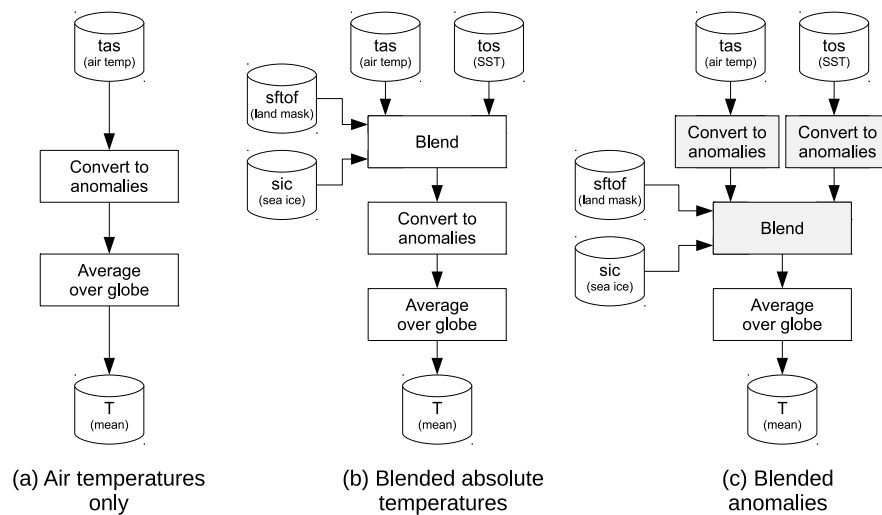 tas
(air temp)
Convert to
anomalies
Average
over globe
T
(mean)
(a) Air temperatures
only
tas
(air temp)
tos
(SST)
sftof
(land mask)
Blend
sic
(sea ice)
Convert to
anomalies
Average
over globe
T
(mean)
(b) Blended absolute
temperatures
tas
(air temp)
tos
(SST)
Convert to
anomalies
Convert to
anomalies
sftof
(land mask)
Blend
sic
(sea ice)
Average
over globe
T
(mean)
(c) Blended
anomalies